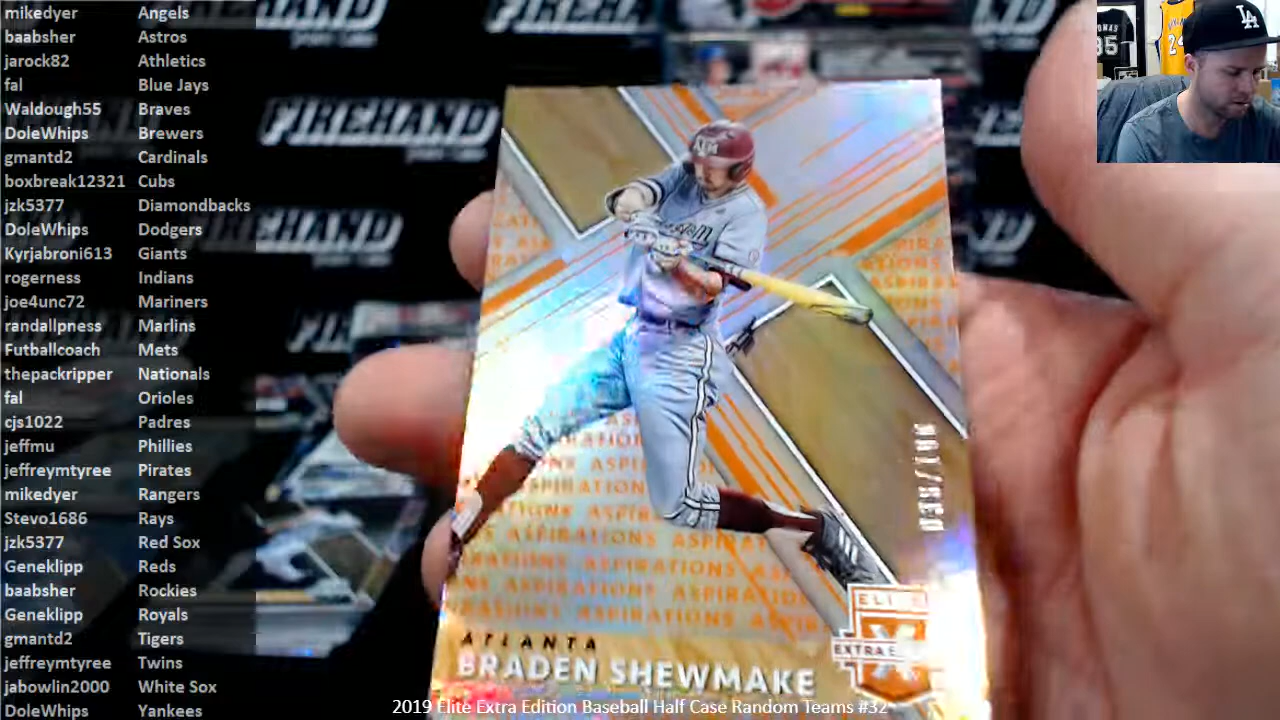 mikedyer Angels
baabsher Astros
jarock82 Athletics
fal Blue Jays
Waldough55 Braves
DoleWhips Brewers
gmantd2 Cardinals
boxbreak12321 Cubs
jzk5377 Diamondbacks
DoleWhips Dodgers
Kyrjabroni613 Giants
rogerness Indians
joe4unc72 Mariners
randallpness Marlins
Futballcoach Mets
thepackripper Nationals
fal Orioles
cjs1022 Padres
jeffmu Phillies
jeffreymtyree Pirates
mikedyer Rangers
Stevo1686 Rays
jzk5377 Red Sox
Geneklipp Reds
baabsher Rockies
Geneklipp Royals
gmantd2 Tigers
jeffreymtyree Twins
jabowlin2000 White Sox
DoleWhips Yankees
FIREHAND
FIREHAND
LA
24
ASPIRATIONS ASPIRATIONS
ATLANTA
BRADEN SHEWMAKE
EXTRA
2019 Elite Extra Edition Baseball Half Case Random Teams #32